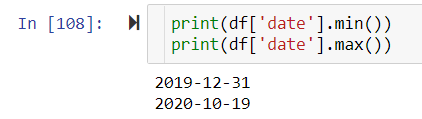 In [108]:
print(df['date'].min())
print(df['date'].max())
2019-12-31
2020-10-19